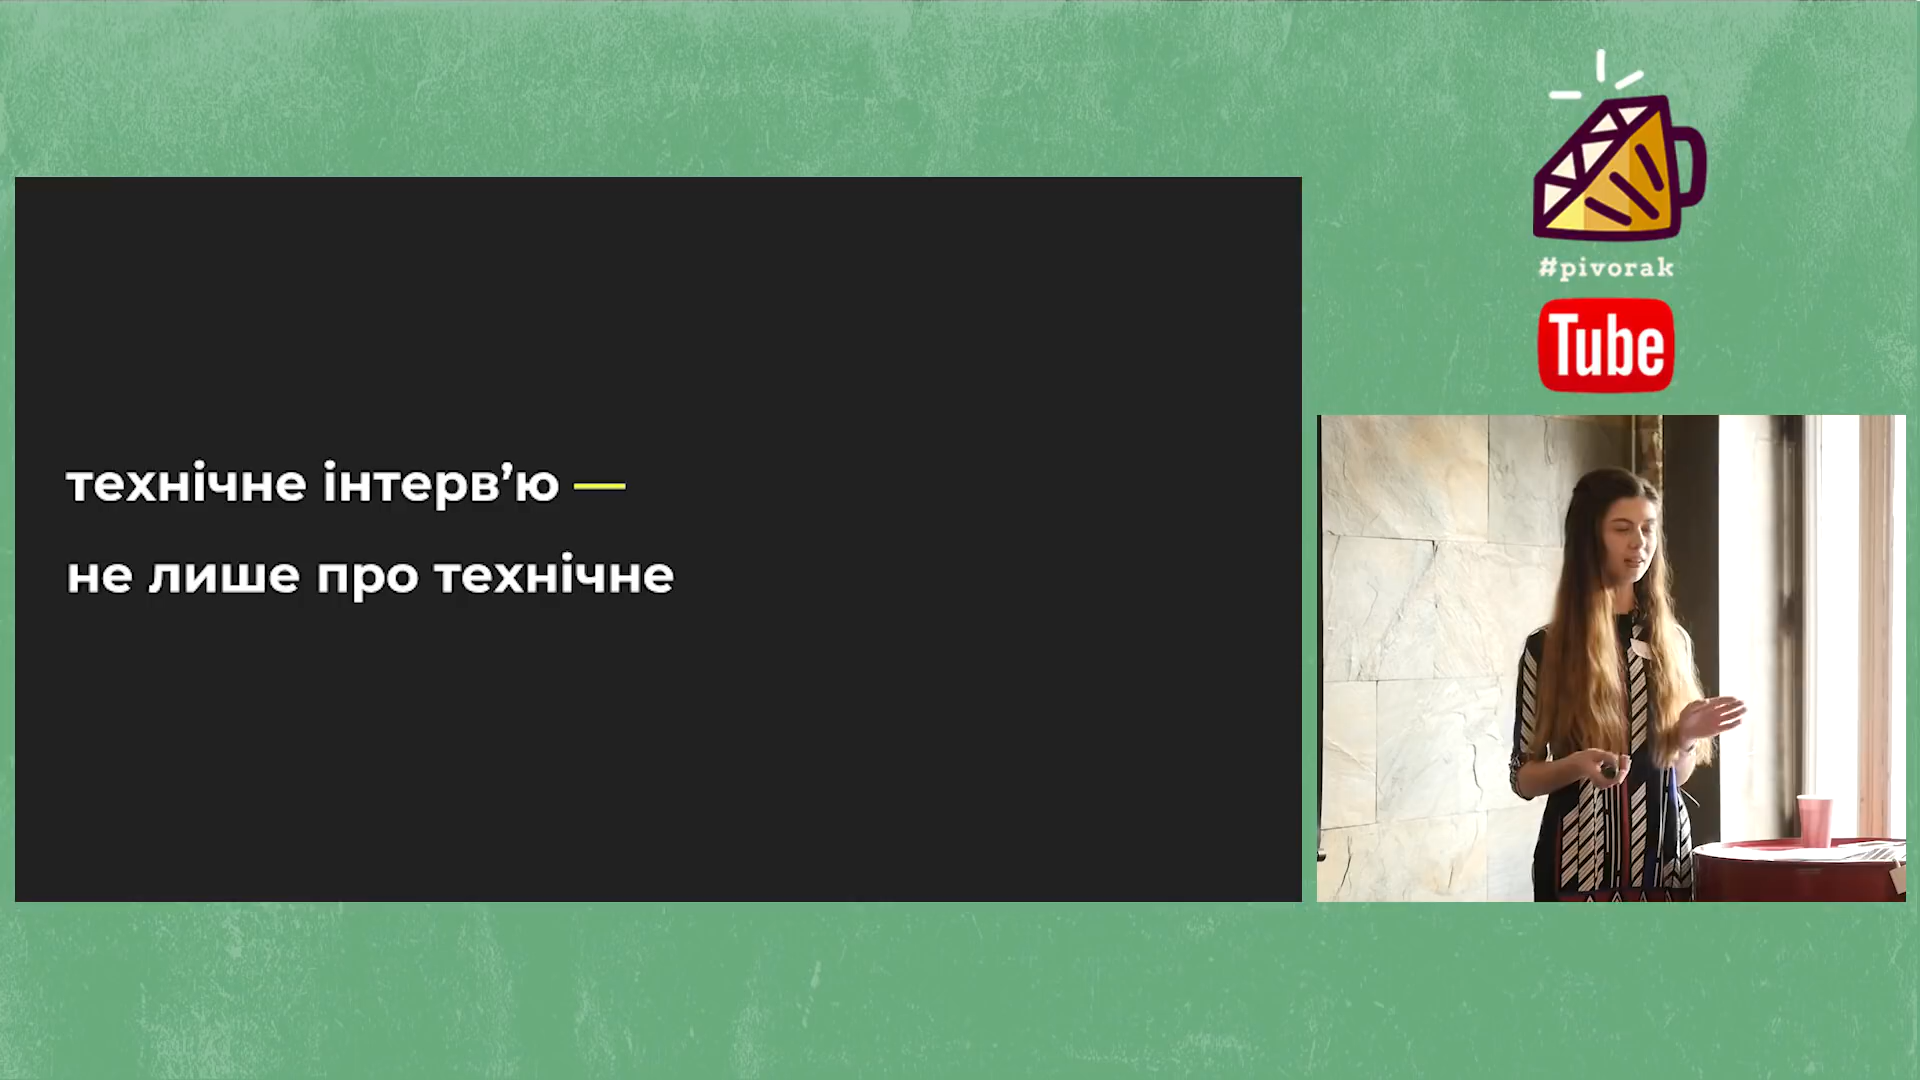 технічне інтерв’ю —
не лише про технічне
#pivorak
Tube